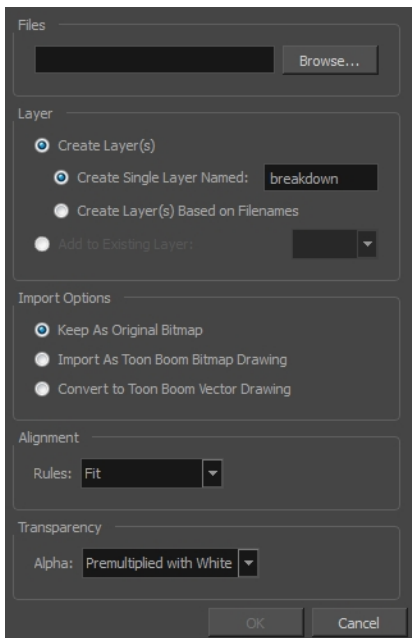 Files
Browse...
Layer
Create Layer(s)
Create Single Layer Named: breakdown
Create Layer(s) Based on Filenames
Add to Existing Layer:
Import Options
Keep As Original Bitmap
Import As Toon Boom Bitmap Drawing
Convert to Toon Boom Vector Drawing
Alignment
Rules: Fit
Transparency
Alpha: Premultiplied with White
OK Cancel